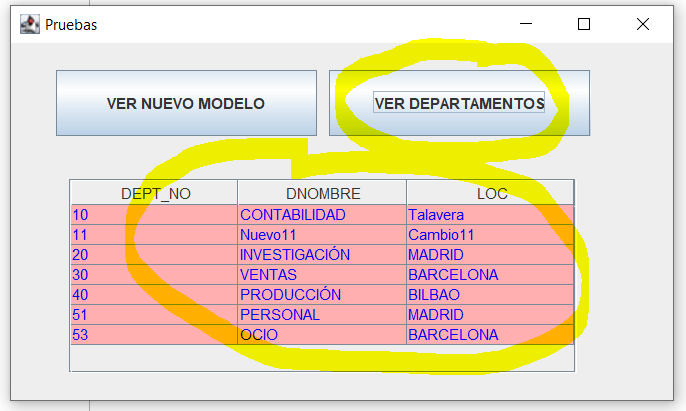 Pruebas
VER NUEVO MODELO VER DEPARTAMENTOS
DEPT_NO DNOMBRE LOC
10 CONTABILIDAD Talavera
11 Nuevo11 Cambio11
20 INVESTIGACIÓN MADRID
30 VENTAS BARCELONA
40 PRODUCCIÓN BILBAO
51 PERSONAL MADRID
53 OCIO BARCELONA